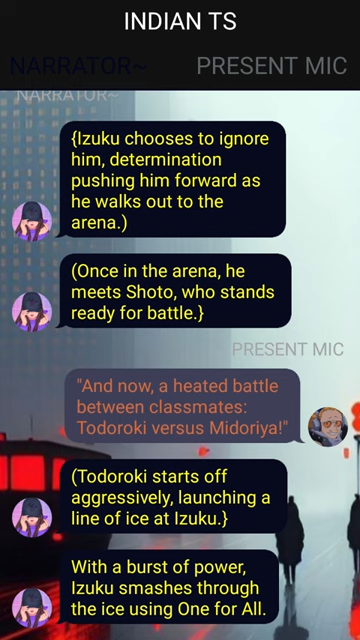 INDIAN TS
NARRATOR~
PRESENT MIC
NARRATOR~
{Izuku chooses to ignore
him, determination
pushing him forward as
he walks out to the
arena.)
(Once in the arena, he
meets Shoto, who stands
ready for battle.}
PRESENT MIC
"And now, a heated battle
between classmates:
Todoroki versus Midoriya!"
(Todoroki starts off
aggressively, launching a
line of ice at Izuku.}
With a burst of power,
Izuku smashes through
the ice using One for All.